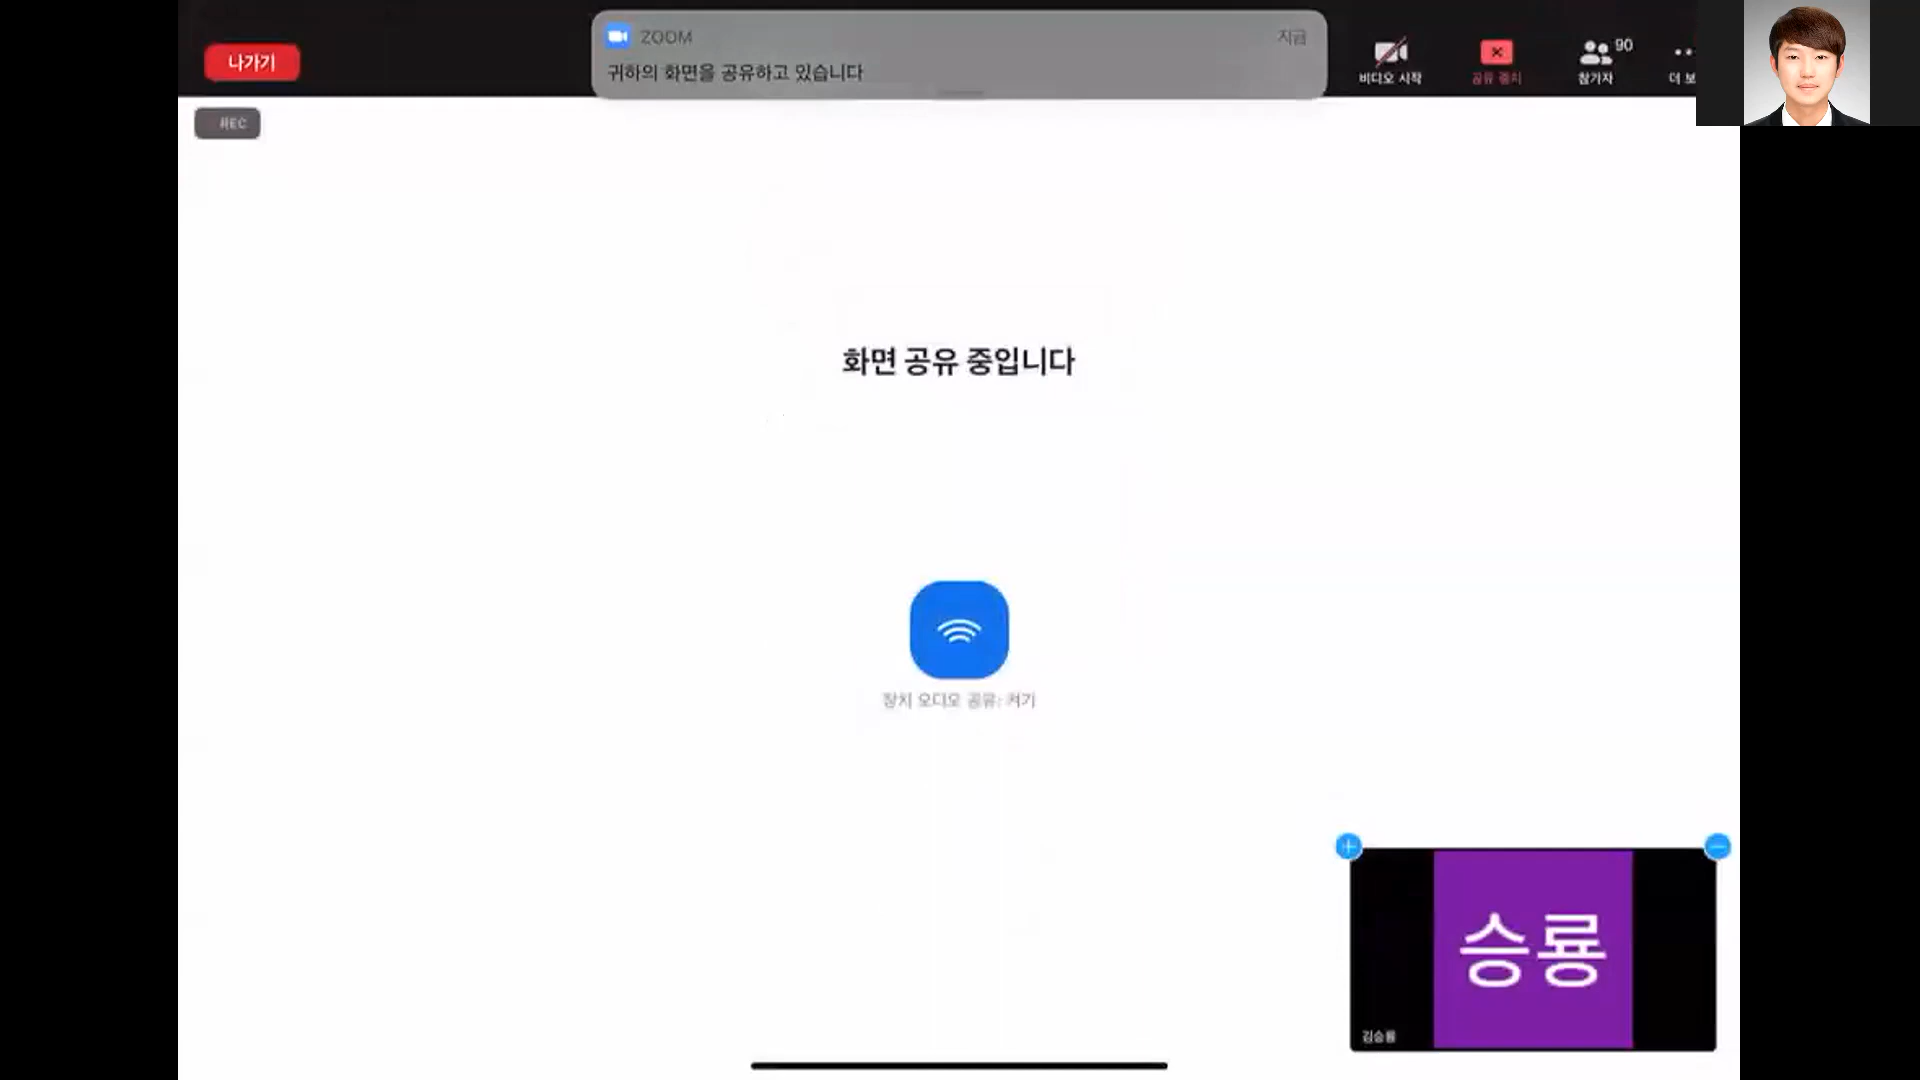 나가기
ZOOM
지금
귀하의 화면을 공유하고 있습니다
비디오 시작
공유 중지
참가자
90
더 보
REC
화면 공유 중입니다
장치 오디오 공유: 켜기
승룡
김승룡